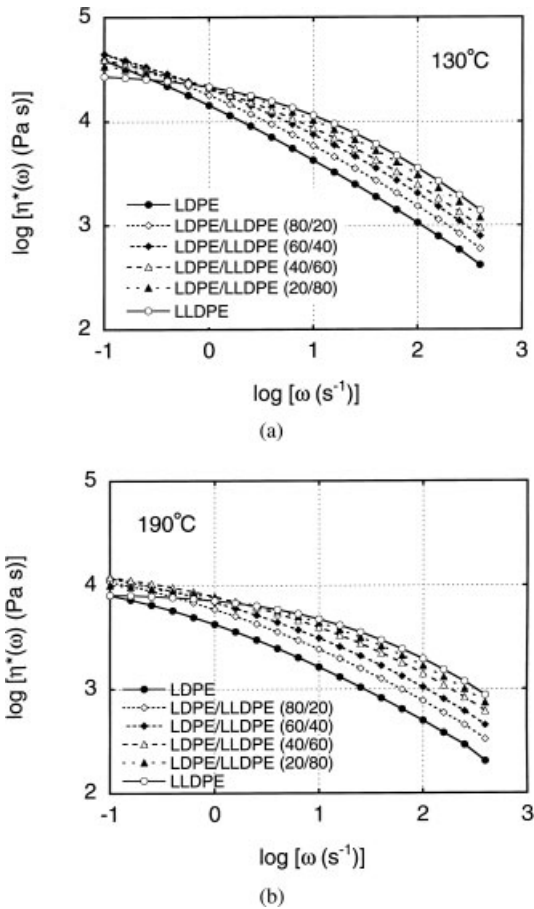 5
130°C
4
log [η*(ω) (Pa s)]
3
LDPE
LDPE/LLDPE (80/20)
LDPE/LLDPE (60/40)
LDPE/LLDPE (40/60)
LDPE/LLDPE (20/80)
LLDPE
2
-1 0 1 2 3
log [ω (s⁻¹)]
(a)
5
190°C
4
log [η*(ω) (Pa s)]
3
LDPE
LDPE/LLDPE (80/20)
LDPE/LLDPE (60/40)
LDPE/LLDPE (40/60)
LDPE/LLDPE (20/80)
LLDPE
2
-1 0 1 2 3
log [ω (s⁻¹)]
(b)